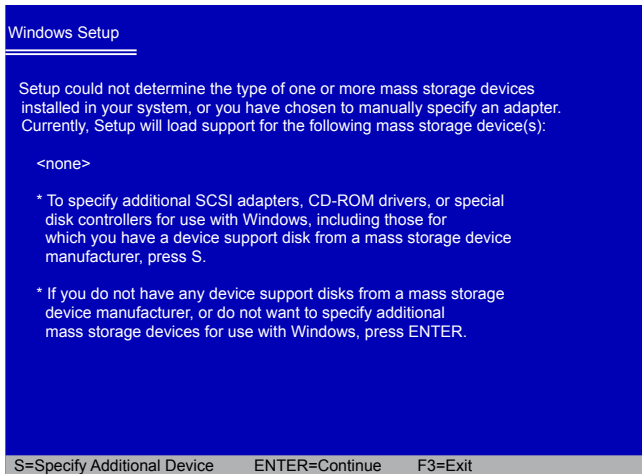 Windows Setup
Setup could not determine the type of one or more mass storage devices
installed in your system, or you have chosen to manually specify an adapter.
Currently, Setup will load support for the following mass storage device(s):
<none>
* To specify additional SCSI adapters, CD-ROM drivers, or special
disk controllers for use with Windows, including those for
which you have a device support disk from a mass storage device
manufacturer, press S.
* If you do not have any device support disks from a mass storage
device manufacturer, or do not want to specify additional
mass storage devices for use with Windows, press ENTER.
S=Specify Additional Device ENTER=Continue F3=Exit